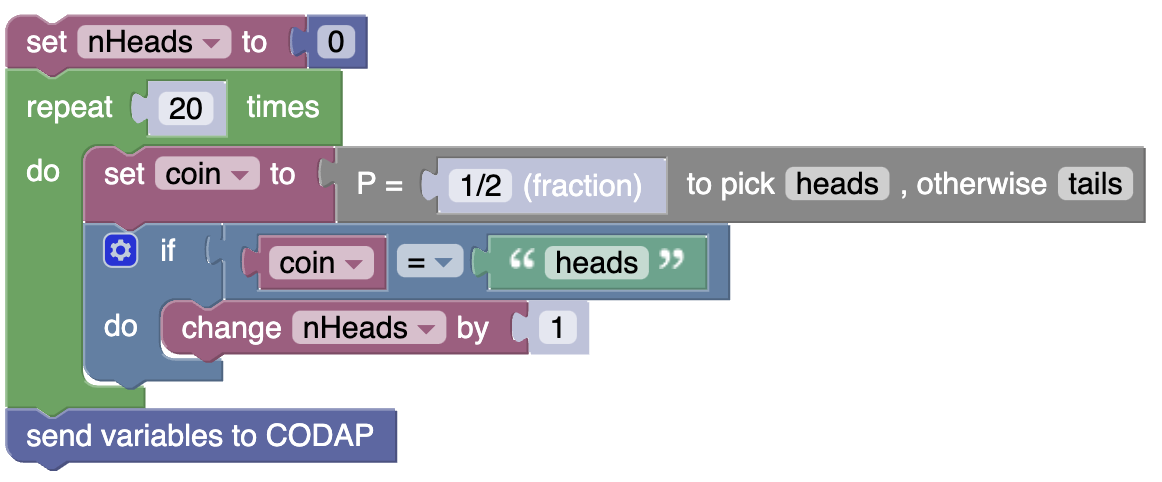 set nHeads to 0
repeat 20 times
do set coin to P = 1/2 (fraction) to pick heads , otherwise tails
if coin = “ heads ”
do change nHeads by 1
send variables to CODAP